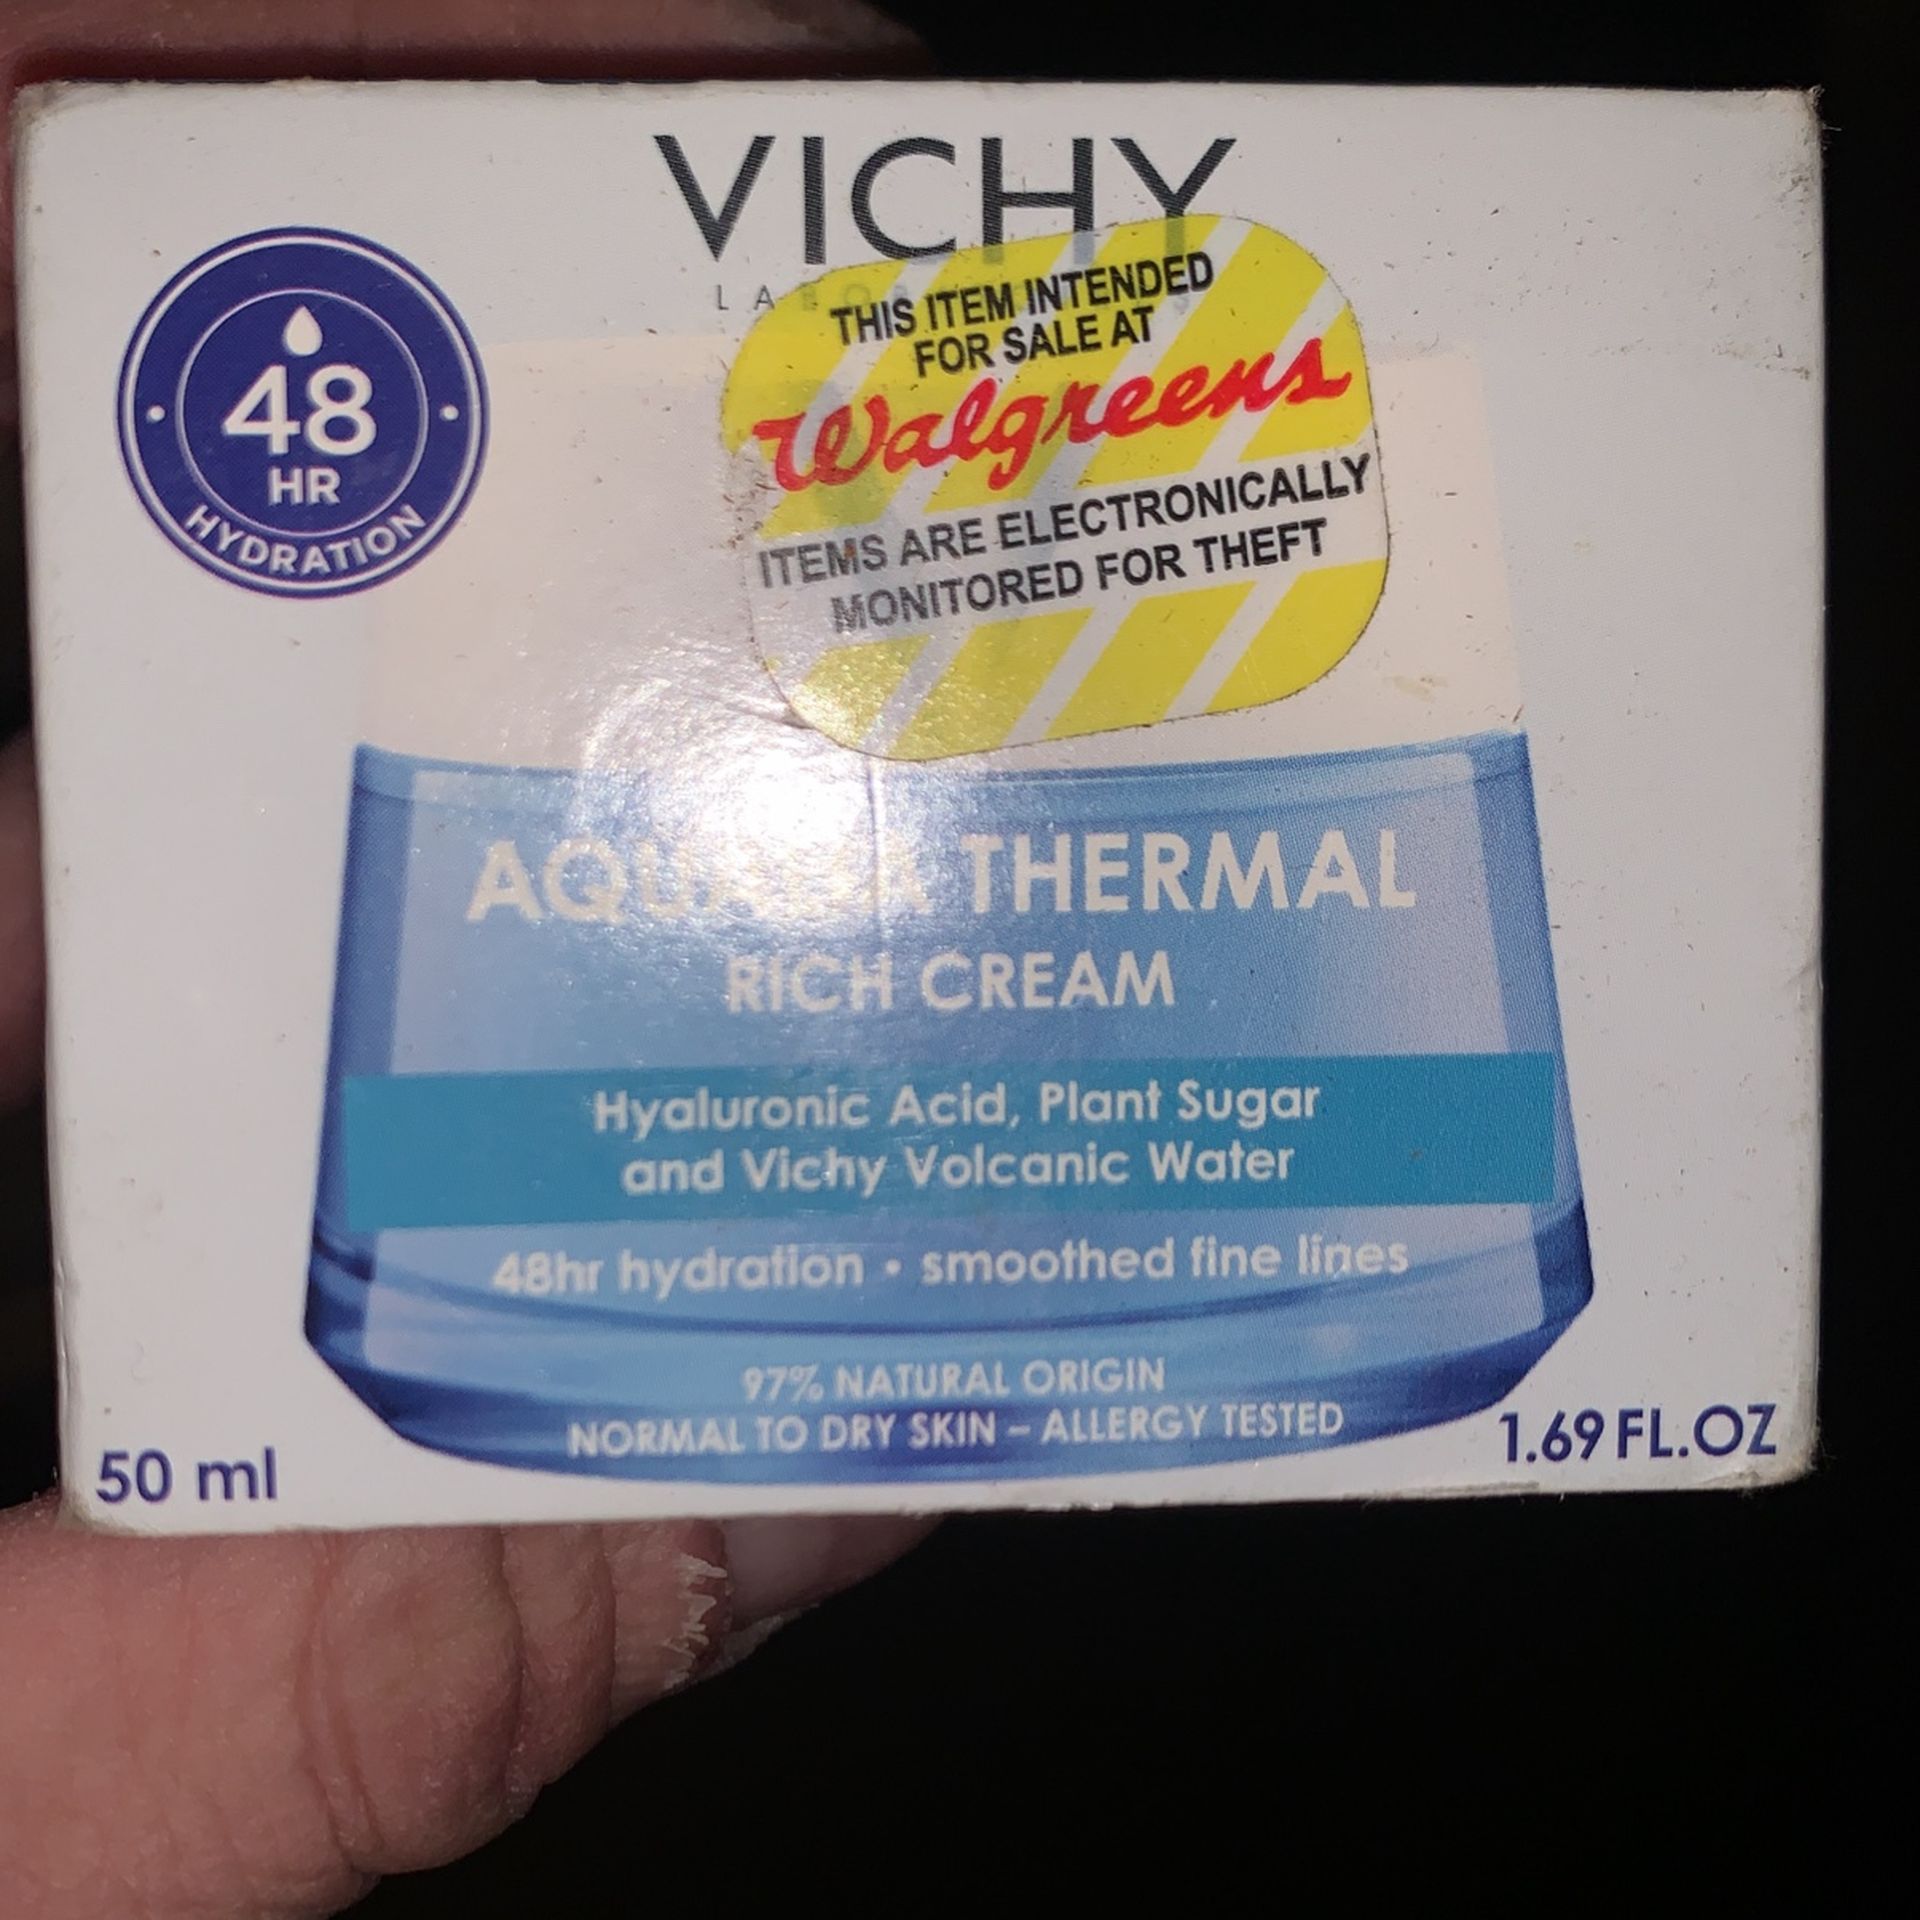 VICHY
48
HR
HYDRATION
THIS ITEM INTENDED
FOR SALE AT
Walgreens
ITEMS ARE ELECTRONICALLY
MONITORED FOR THEFT
THERMAL
RICH CREAM
Hyaluronic Acid, Plant Sugar
and Vichy Volcanic Water
48hr hydration • smoothed fine lines
97% NATURAL ORIGIN
NORMAL TO DRY SKIN – ALLERGY TESTED
50 ml
1.69 FL.OZ